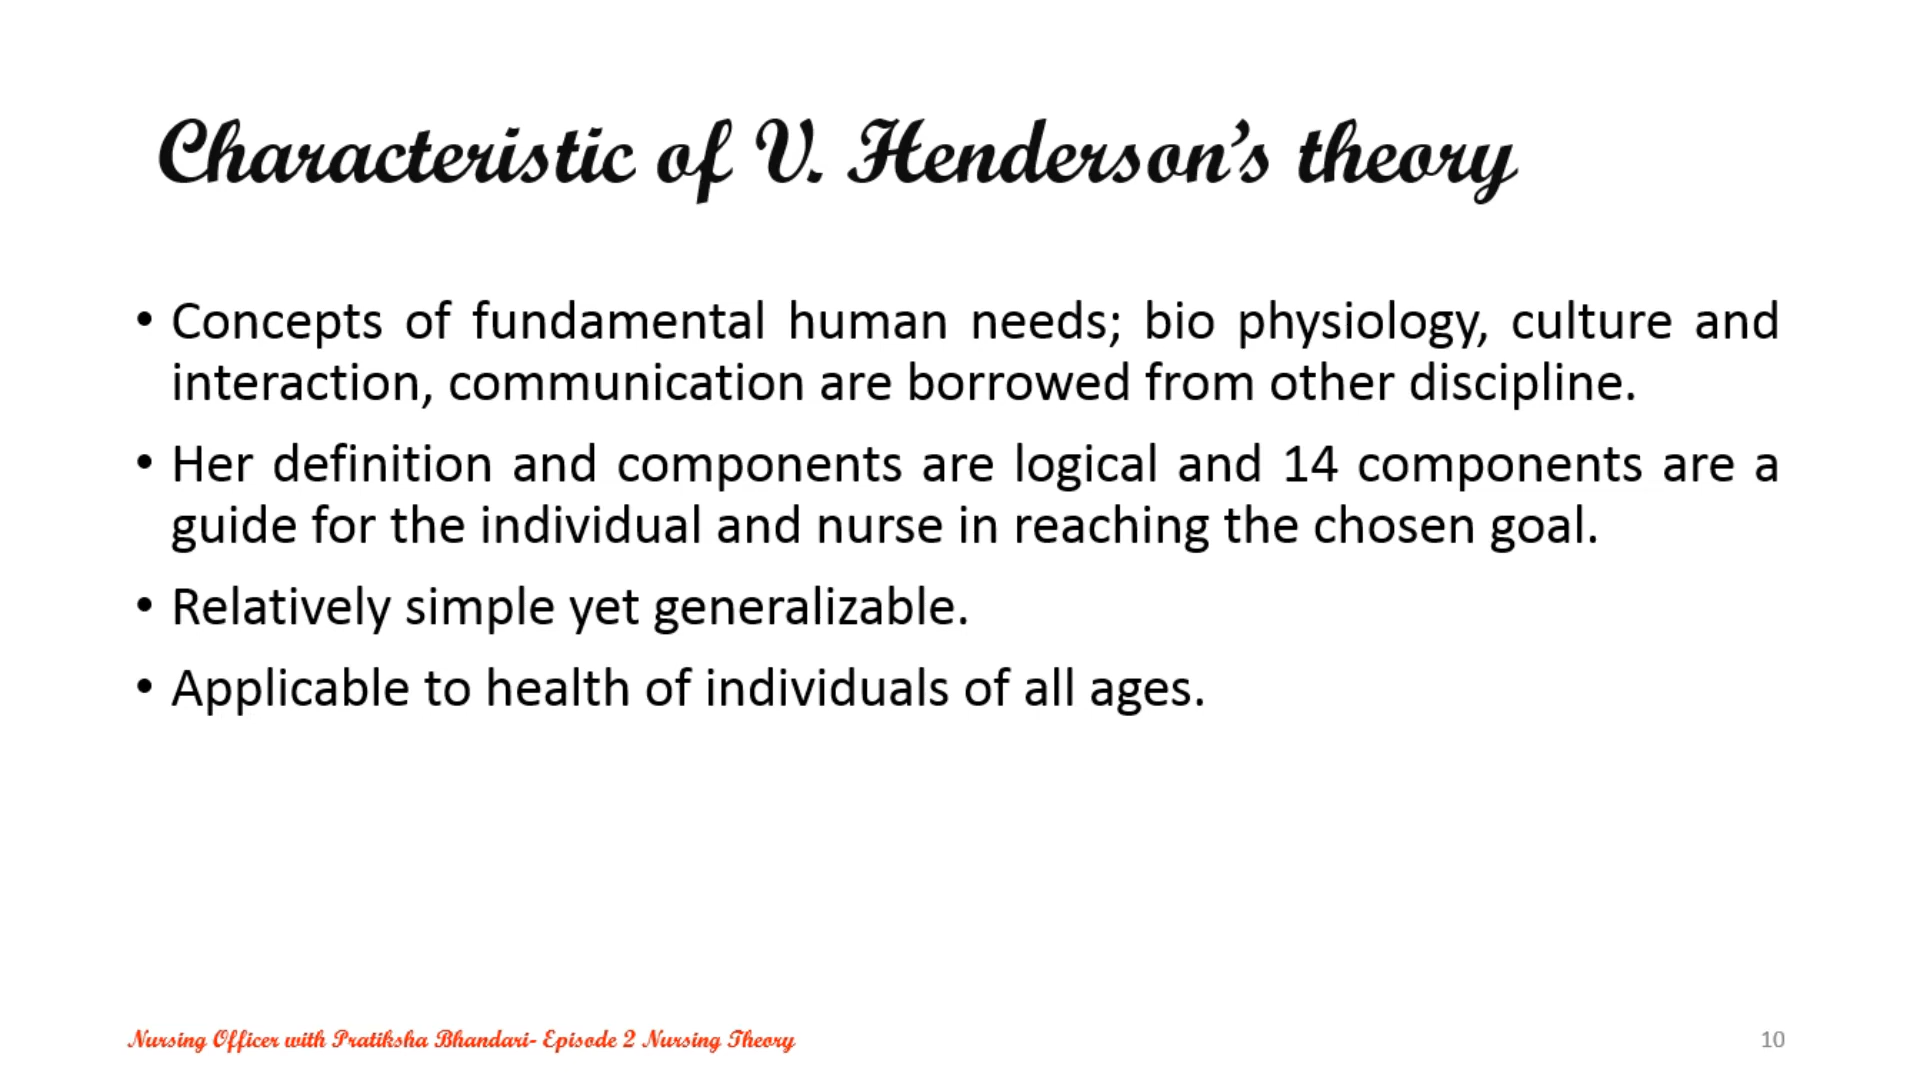 Characteristic of V. Henderson's theory
• Concepts of fundamental human needs; bio physiology, culture and
interaction, communication are borrowed from other discipline.
• Her definition and components are logical and 14 components are a
guide for the individual and nurse in reaching the chosen goal.
• Relatively simple yet generalizable.
• Applicable to health of individuals of all ages.
Nursing Officer with Pratiksha Bhandari- Episode 2 Nursing Theory
10